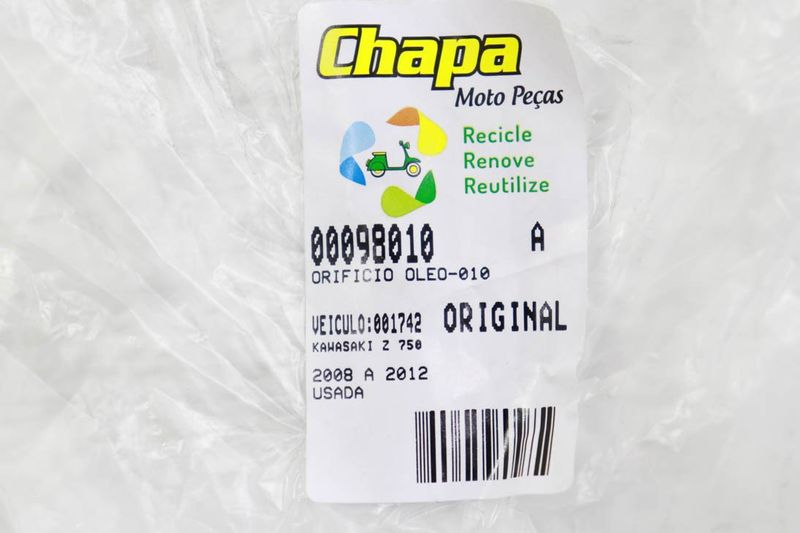 Chapa
Moto Peças
Recicle
Renove
Reutilize
00098010 A
ORIFICIO OLEO-010
VEICULO:001742 ORIGINAL
KAWASAKI Z 750
2008 A 2012
USADA